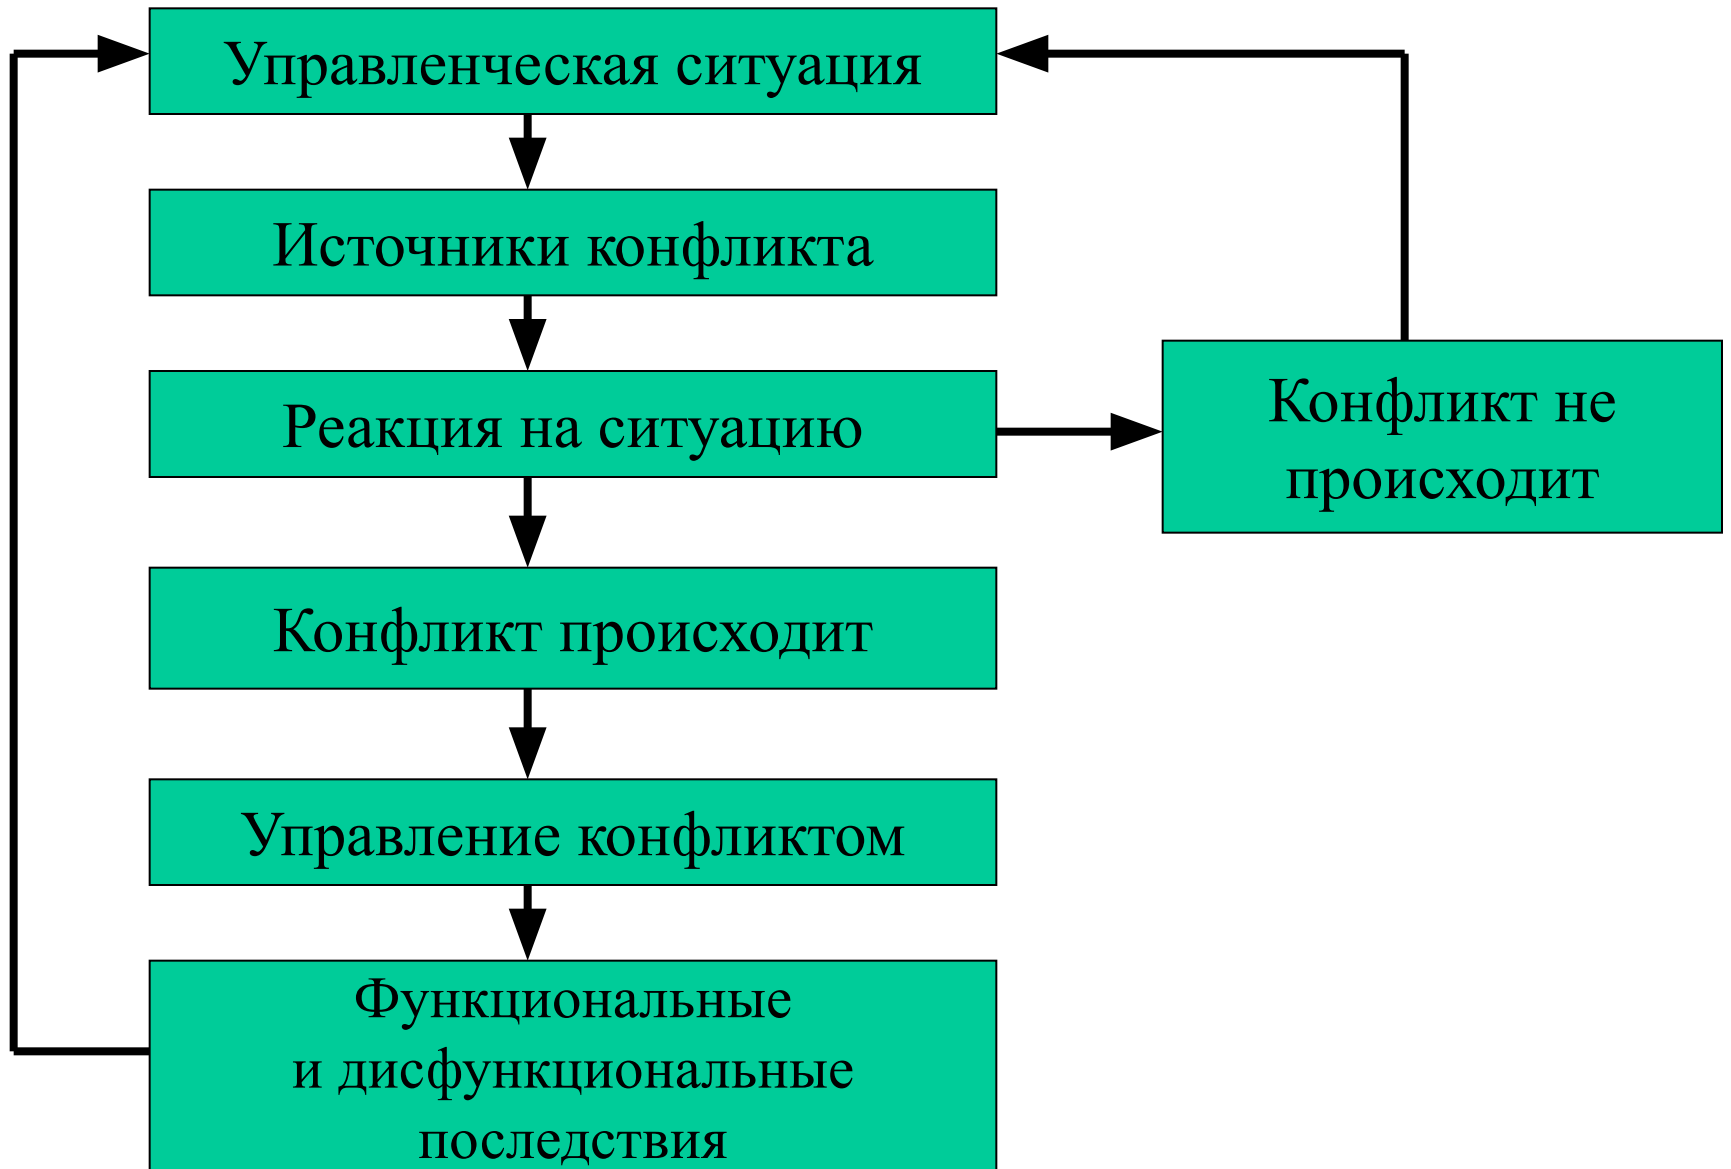 Управленческая ситуация
Источники конфликта
Реакция на ситуацию
Конфликт не
происходит
Конфликт происходит
Управление конфликтом
Функциональные
и дисфункциональные
последствия